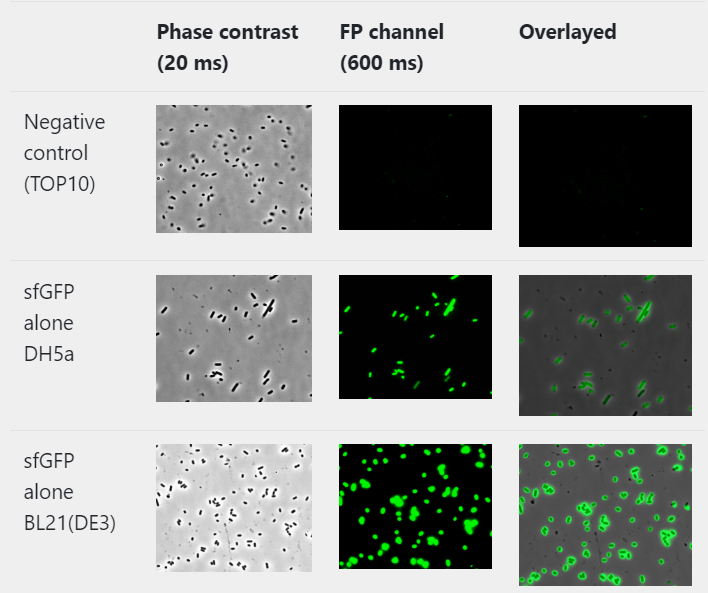 Phase contrast FP channel Overlayed
(20 ms) (600 ms)
Negative
control
(TOP10)
sfGFP
alone
DH5a
sfGFP
alone
BL21(DE3)